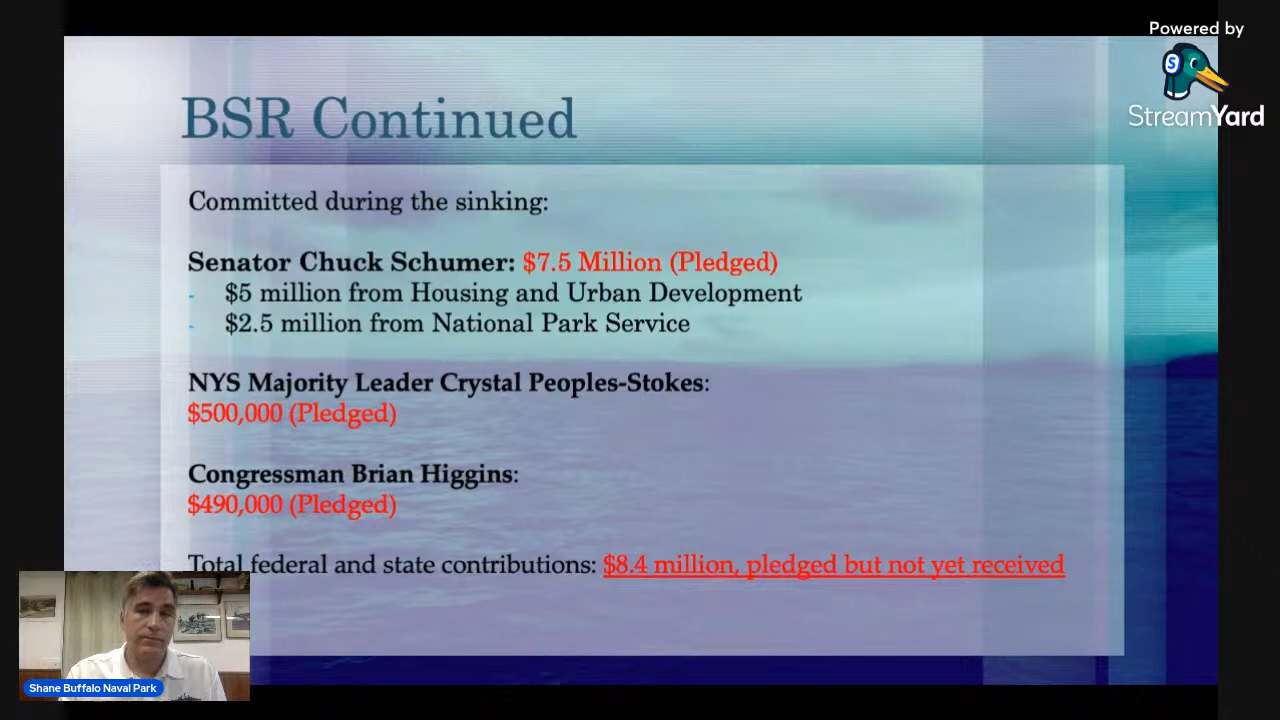 Powered by
StreamYard
BSR Continued
Committed during the sinking:
Senator Chuck Schumer: $7.5 Million (Pledged)
- $5 million from Housing and Urban Development
- $2.5 million from National Park Service
NYS Majority Leader Crystal Peoples-Stokes:
$500,000 (Pledged)
Congressman Brian Higgins:
$490,000 (Pledged)
Total federal and state contributions: $8.4 million, pledged but not yet received
Shane Buffalo Naval Park